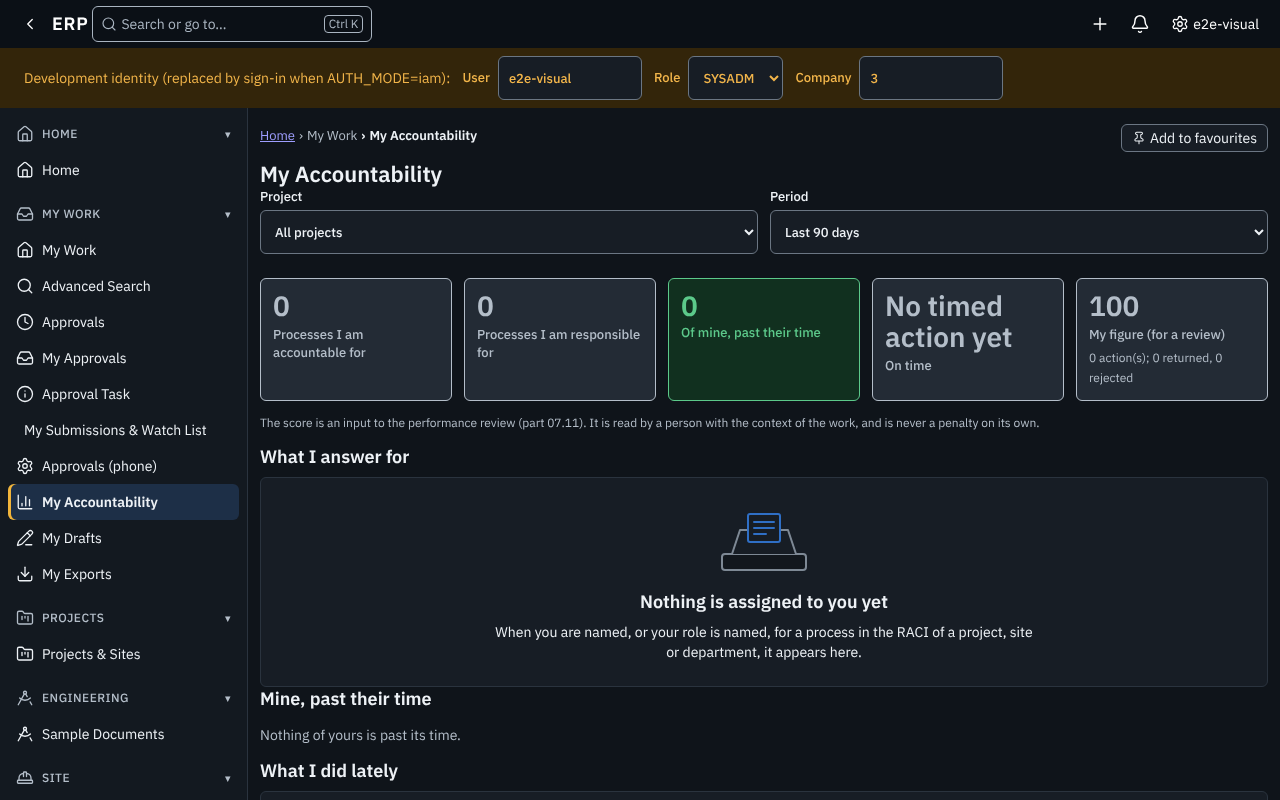 ERP
Search or go to...
Ctrl K
e2e-visual
Development identity (replaced by sign-in when AUTH_MODE=iam): User e2e-visual Role SYSADM Company 3
HOME
Home
MY WORK
My Work
Advanced Search
Approvals
My Approvals
Approval Task
My Submissions & Watch List
Approvals (phone)
My Accountability
My Drafts
My Exports
PROJECTS
Projects & Sites
ENGINEERING
Sample Documents
SITE
Home › My Work › My Accountability
Add to favourites
My Accountability
Project
All projects
Period
Last 90 days
0
Processes I am
accountable for
0
Processes I am responsible
for
0
Of mine, past their time
No timed
action yet
On time
100
My figure (for a review)
0 action(s); 0 returned, 0
rejected
The score is an input to the performance review (part 07.11). It is read by a person with the context of the work, and is never a penalty on its own.
What I answer for
Nothing is assigned to you yet
When you are named, or your role is named, for a process in the RACI of a project, site
or department, it appears here.
Mine, past their time
Nothing of yours is past its time.
What I did lately